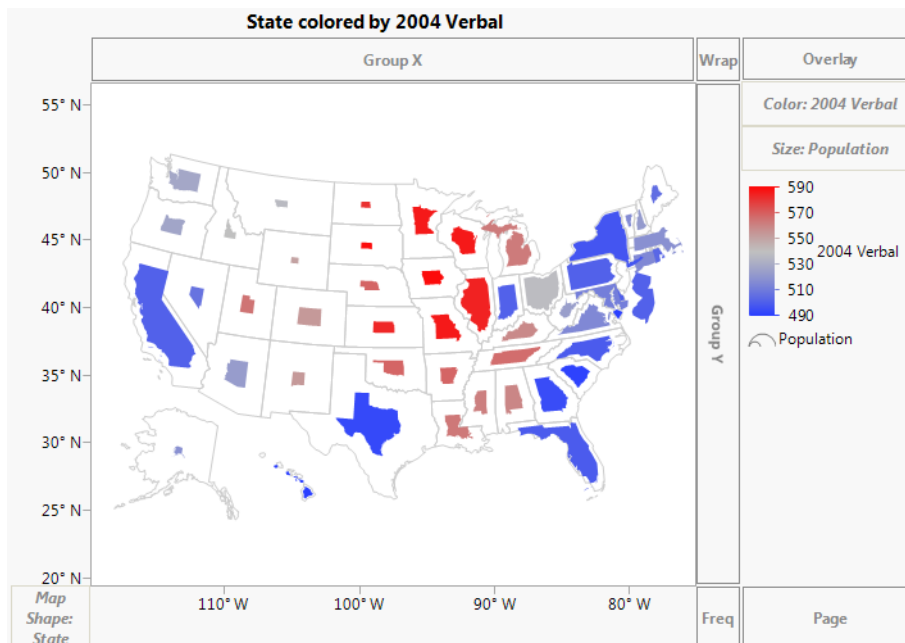 State colored by 2004 Verbal
Group X
Wrap
Overlay
Color: 2004 Verbal
Size: Population
590
570
550
530
510
490
2004 Verbal
Population
55° N
50° N
45° N
40° N
35° N
30° N
25° N
20° N
Group Y
110° W
100° W
90° W
80° W
Map
Shape:
State
Freq
Page